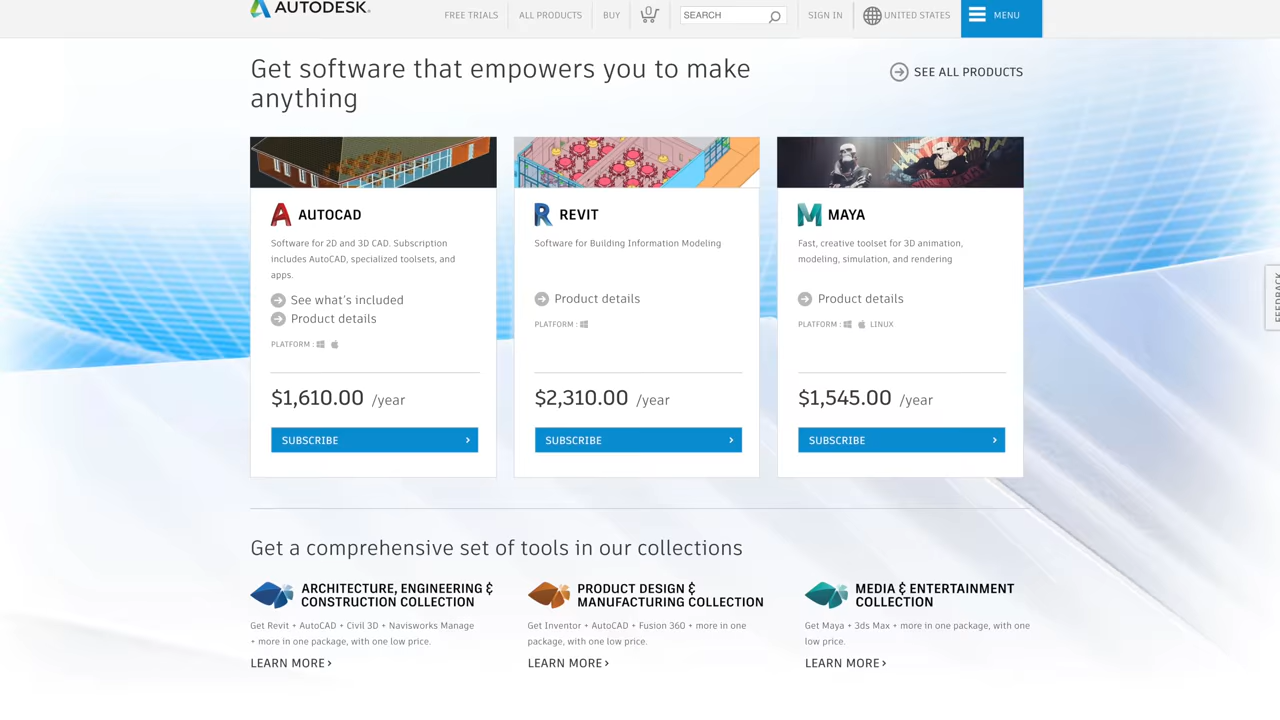 AUTODESK.
FREE TRIALS
ALL PRODUCTS
BUY
0
SEARCH
SIGN IN
UNITED STATES
MENU
Get software that empowers you to make
anything
SEE ALL PRODUCTS
AUTOCAD
Software for 2D and 3D CAD. Subscription
includes AutoCAD, specialized toolsets, and
apps.
See what's included
Product details
PLATFORM :
$1,610.00 /year
SUBSCRIBE
REVIT
Software for Building Information Modeling
Product details
PLATFORM :
$2,310.00 /year
SUBSCRIBE
MAYA
Fast, creative toolset for 3D animation,
modeling, simulation, and rendering
Product details
PLATFORM : LINUX
$1,545.00 /year
SUBSCRIBE
FEEDBACK
Get a comprehensive set of tools in our collections
ARCHITECTURE, ENGINEERING &
CONSTRUCTION COLLECTION
Get Revit + AutoCAD + Civil 3D + Navisworks Manage
+ more in one package, with one low price.
LEARN MORE ›
PRODUCT DESIGN &
MANUFACTURING COLLECTION
Get Inventor + AutoCAD + Fusion 360 + more in one
package, with one low price.
LEARN MORE ›
MEDIA & ENTERTAINMENT
COLLECTION
Get Maya + 3ds Max + more in one package, with one
low price.
LEARN MORE ›